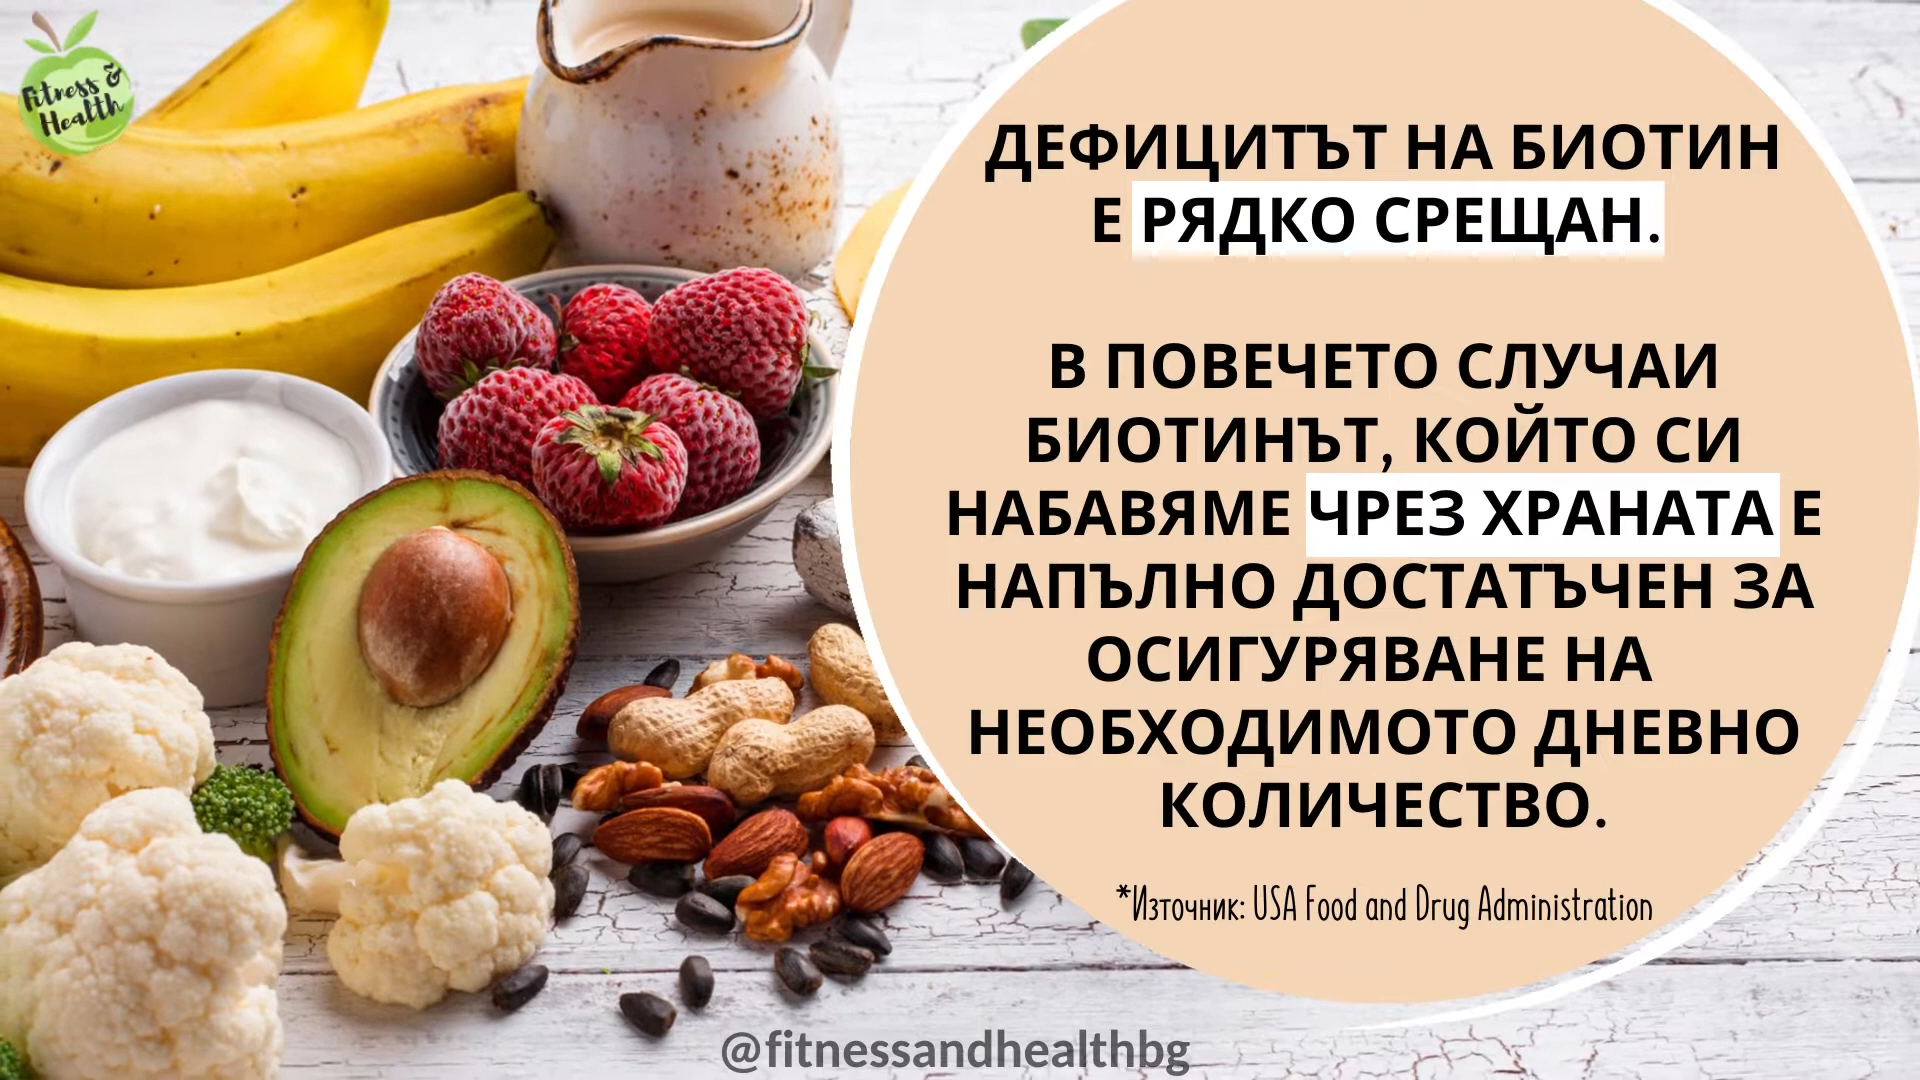 Fitness &
Health
ДЕФИЦИТЪТ НА БИОТИН
Е РЯДКО СРЕЩАН.
В ПОВЕЧЕТО СЛУЧАИ
БИОТИНЪТ, КОЙТО СИ
НАБАВЯМЕ ЧРЕЗ ХРАНАТА Е
НАПЪЛНО ДОСТАТЪЧЕН ЗА
ОСИГУРЯВАНЕ НА
НЕОБХОДИМОТО ДНЕВНО
КОЛИЧЕСТВО.
*Източник: USA Food and Drug Administration
@fitnessandhealthbg